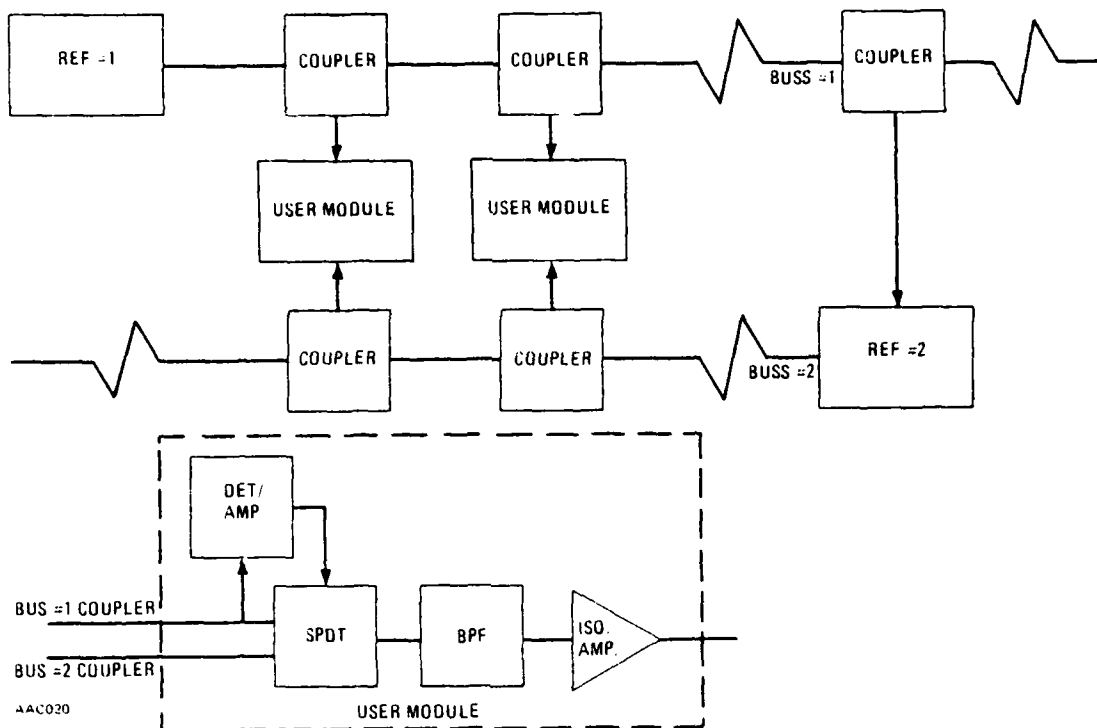 REF =1
COUPLER
COUPLER
BUSS =1
COUPLER
USER MODULE
USER MODULE
COUPLER
COUPLER
BUSS =2
REF =2
DET/
AMP
BUS =1 COUPLER
BUS =2 COUPLER
SPDT
BPF
ISO.
AMP.
AAC030
USER MODULE